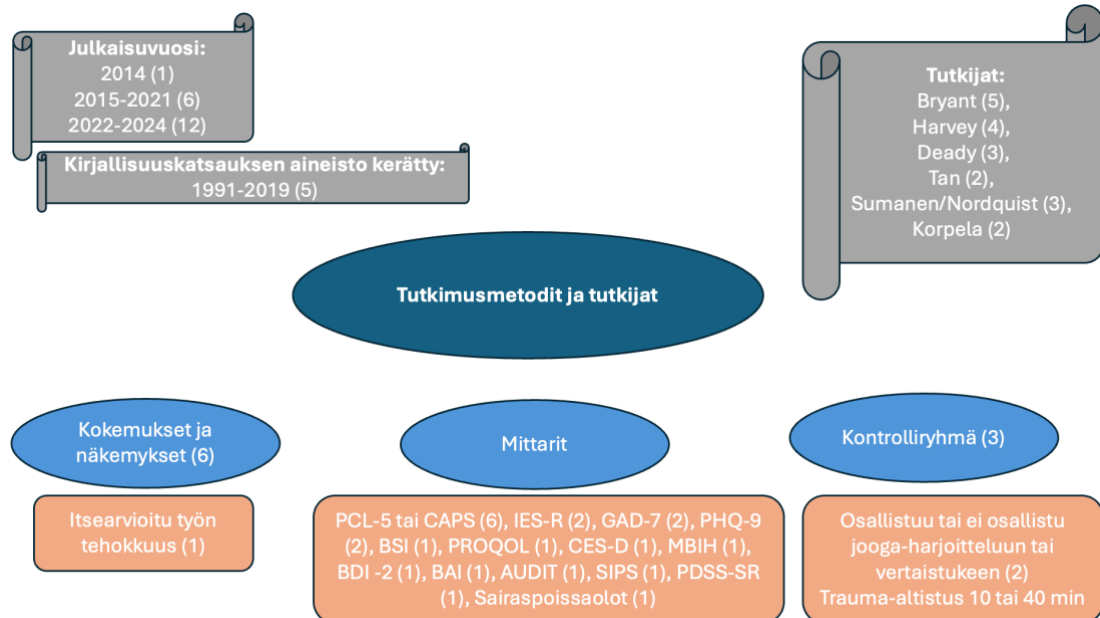 Julkaisuvuosi:
2014 (1)
2015-2021 (6)
2022-2024 (12)
Kirjallisuuskatsauksen aineisto kerätty:
1991-2019 (5)
Tutkijat:
Bryant (5),
Harvey (4),
Deady (3),
Tan (2),
Sumanen/Nordquist (3),
Korpela (2)
Tutkimusmetodit ja tutkijat
Kokemukset ja
näkemykset (6)
Itsearvioitu työn
tehokkuus (1)
Mittarit
PCL-5 tai CAPS (6), IES-R (2), GAD-7 (2), PHQ-9
(2), BSI (1), PROQOL (1), CES-D (1), MBIH (1),
BDI -2 (1), BAI (1), AUDIT (1), SIPS (1), PDSS-SR
(1), Sairaspoissaolot (1)
Kontrolliryhmä (3)
Osallistuu tai ei osallistu
jooga-harjoitteluun tai
vertaistukeen (2)
Trauma-altistus 10 tai 40 min